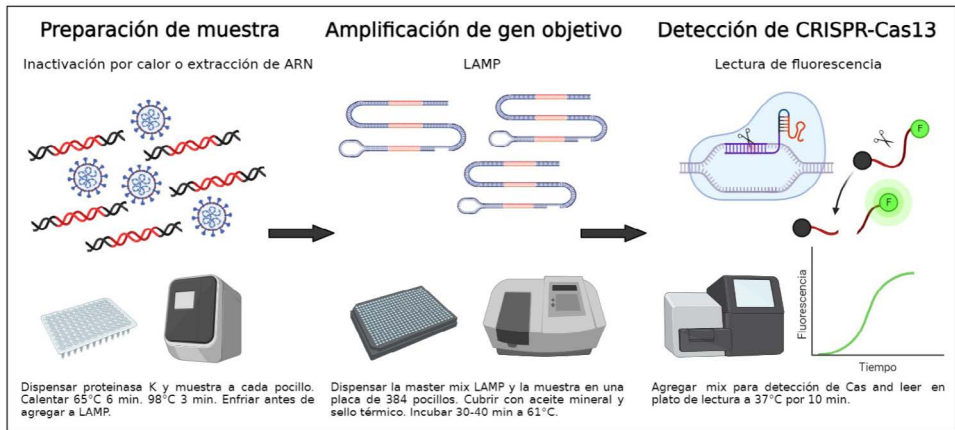 Preparación de muestra
Inactivación por calor o extracción de ARN
Dispensar proteinasa K y muestra a cada pocillo.
Calentar 65°C 6 min. 98°C 3 min. Enfriar antes de
agregar a LAMP.
Amplificación de gen objetivo
LAMP
Dispensar la master mix LAMP y la muestra en una
placa de 384 pocillos. Cubrir con aceite mineral y
sello térmico. Incubar 30-40 min a 61°C.
Detección de CRISPR-Cas13
Lectura de fluorescencia
F
F
Fluorescencia
Tiempo
Agregar mix para detección de Cas and leer en
plato de lectura a 37°C por 10 min.